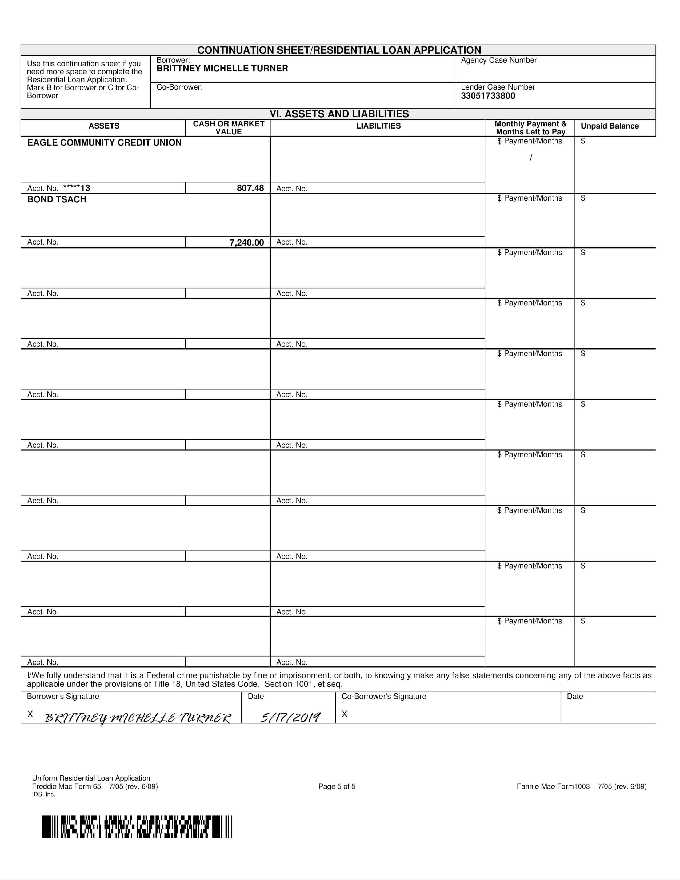 CONTINUATION SHEET/RESIDENTIAL LOAN APPLICATION
Use this continuation sheet if you
need more space to complete the
Residential Loan Application.
Mark B for Borrower or C for Co-
Borrower
Borrower:
BRITTNEY MICHELLE TURNER
Co-Borrower:
Agency Case Number
Lender Case Number
33051733800
VI. ASSETS AND LIABILITIES
ASSETS
CASH OR MARKET
VALUE
LIABILITIES
Monthly Payment &
Months Left to Pay
Unpaid Balance
EAGLE COMMUNITY CREDIT UNION
$ Payment/Months
$
/
Acct. No. *****13
807.48
Acct. No.
BOND TSACH
$ Payment/Months
$
Acct. No.
7,240.00
Acct. No.
$ Payment/Months
$
Acct. No.
Acct. No.
$ Payment/Months
$
Acct. No.
Acct. No.
$ Payment/Months
$
Acct. No.
Acct. No.
$ Payment/Months
$
Acct. No.
Acct. No.
$ Payment/Months
$
Acct. No.
Acct. No.
$ Payment/Months
$
Acct. No.
Acct. No.
$ Payment/Months
$
Acct. No.
Acct. No.
$ Payment/Months
$
Acct. No.
Acct. No.
I/We fully understand that it is a Federal crime punishable by fine or imprisonment, or both, to knowingly make any false statements concerning any of the above facts as
applicable under the provisions of Title 18, United States Code, Section 1001, et seq.
Borrower's Signature
Date
Co-Borrower's Signature
Date
X BRITTNEY MICHELLE TURNER
5/17/2019
X
Uniform Residential Loan Application
Freddie Mac Form 65 7/05 (rev. 6/09)
Page 5 of 5
Fannie Mae Form 1003 7/05 (rev. 6/09)